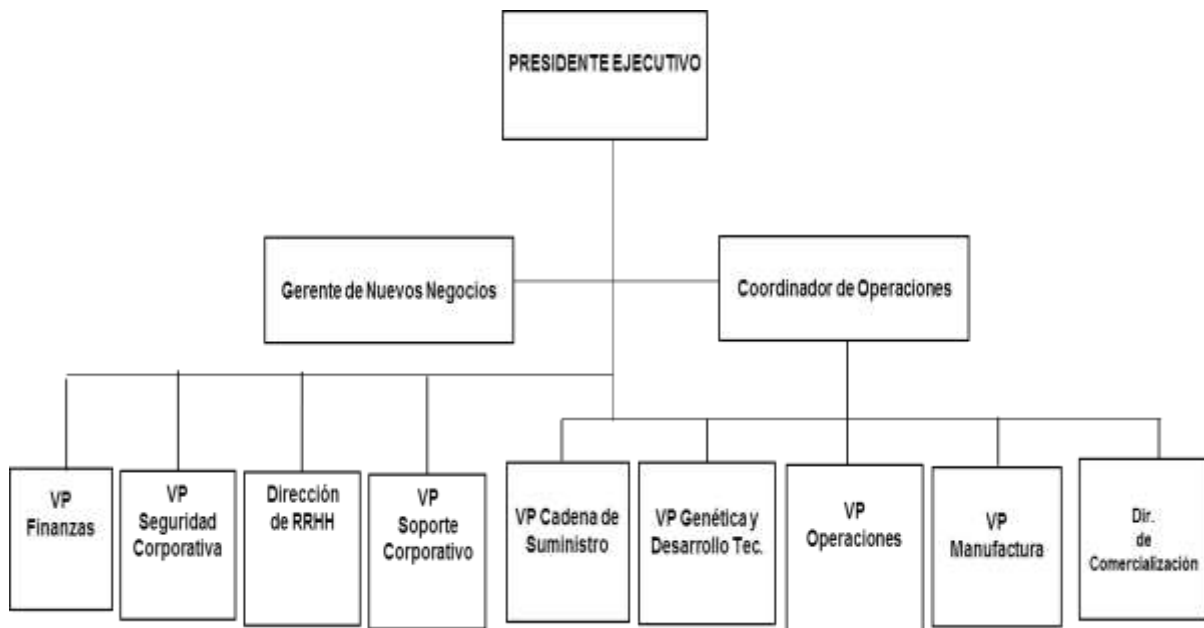 PRESIDENTE EJECUTIVO
Gerente de Nuevos Negocios
Coordinador de Operaciones
VP
Finanzas
VP
Seguridad
Corporativa
Dirección
de RRHH
VP
Soporte
Corporativo
VP Cadena de
Suministro
VP Genética y
Desarrollo Tec.
VP
Operaciones
VP
Manufactura
Dir.
de
Comercialización